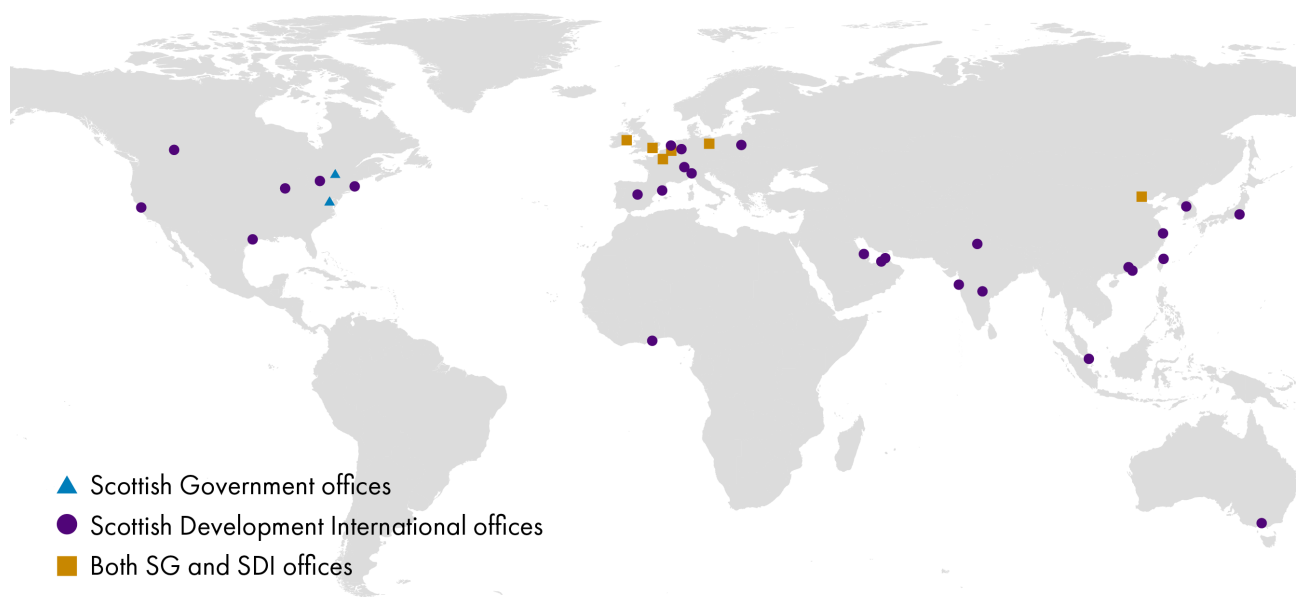 Scottish Government offices
Scottish Development International offices
Both SG and SDI offices